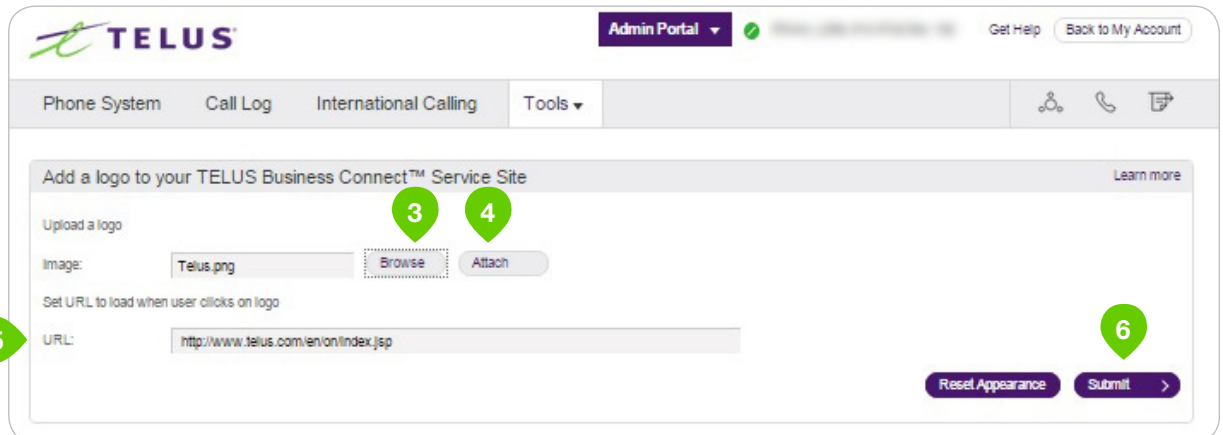 TELUS Admin Portal Get Help Back to My Account
Phone System Call Log International Calling Tools
Add a logo to your TELUS Business Connect™ Service Site Learn more
3 4
Upload a logo
Image: Telus.png Browse Attach
Set URL to load when user clicks on logo
6
5 URL: http://www.telus.com/en/on/index.jsp
Reset Appearance Submit